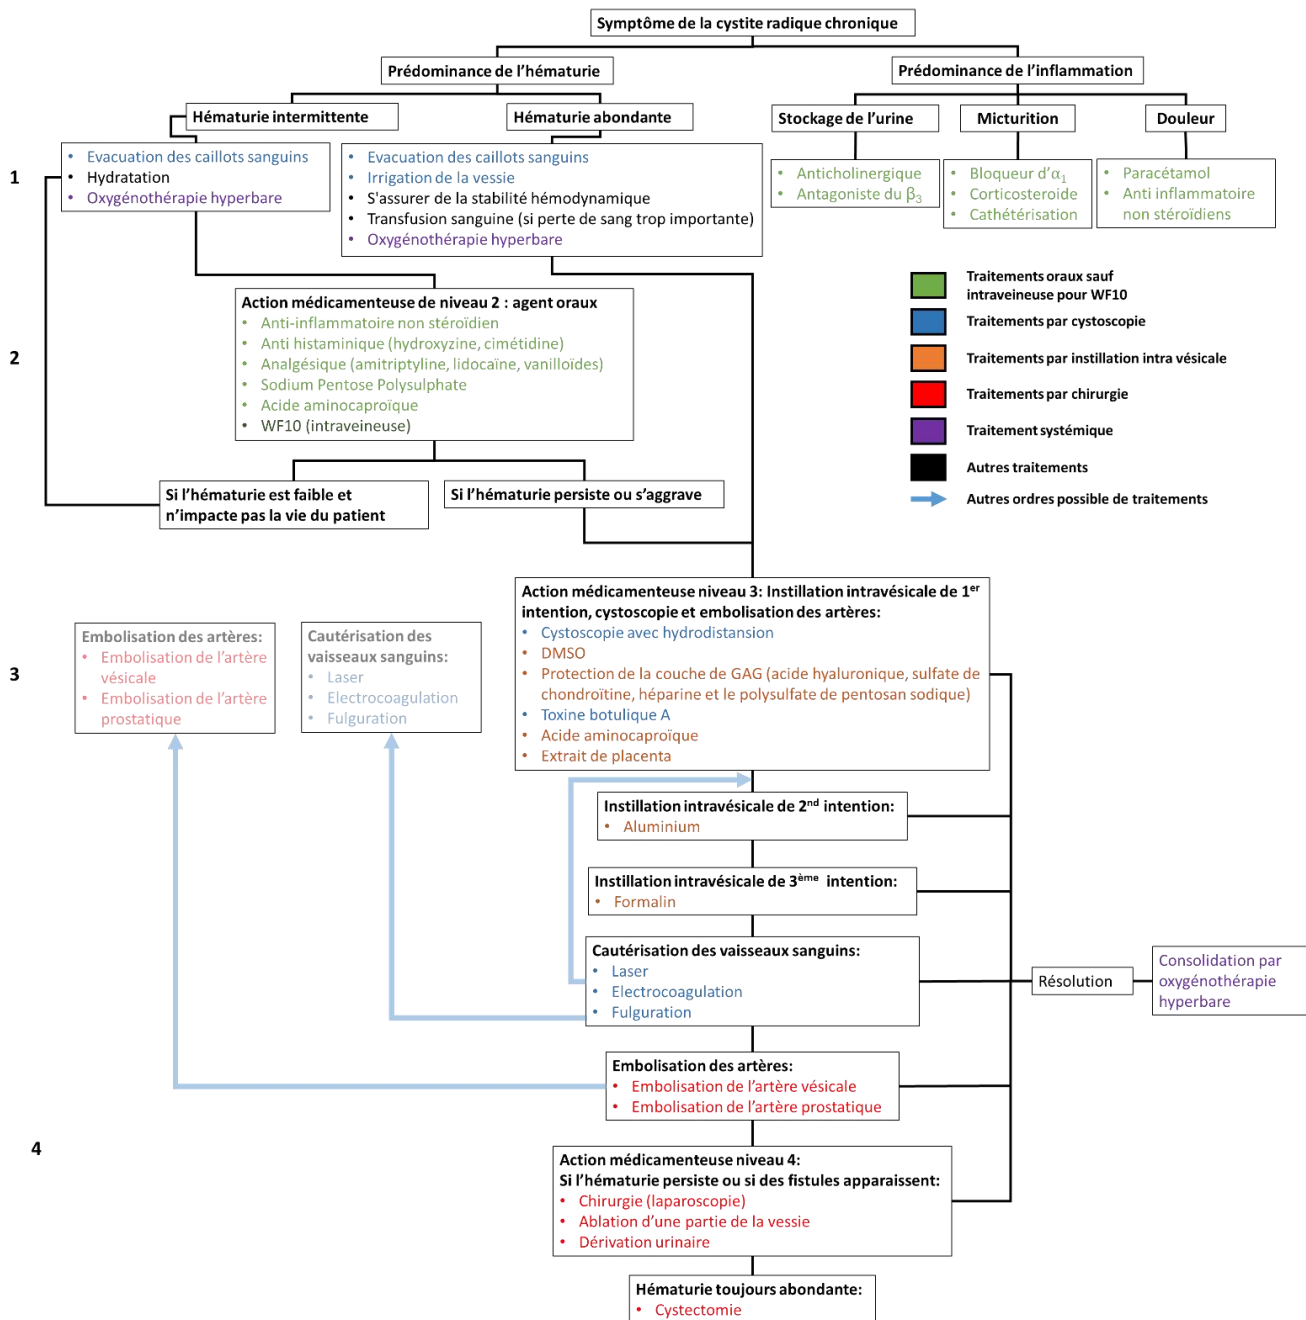 Symptôme de la cystite radique chronique
Prédominance de l'hématurie
Prédominance de l'inflammation
Hématurie intermittente
Hématurie abondante
Stockage de l'urine
Micturition
Douleur
1
• Evacuation des caillots sanguins
• Hydratation
• Oxygénothérapie hyperbare
• Evacuation des caillots sanguins
• Irrigation de la vessie
• S'assurer de la stabilité hémodynamique
• Transfusion sanguine (si perte de sang trop importante)
• Oxygénothérapie hyperbare
• Anticholinergique
• Antagoniste du β₃
• Bloqueur d'α₁
• Corticosteroide
• Cathétérisation
• Paracétamol
• Anti inflammatoire
non stéroïdiens
Traitements oraux sauf
intraveineuse pour WF10
Traitements par cystoscopie
Traitements par instillation intra vésicale
Traitements par chirurgie
Traitement systémique
Autres traitements
Autres ordres possible de traitements
2
Action médicamenteuse de niveau 2 : agent oraux
• Anti-inflammatoire non stéroïdien
• Anti histaminique (hydroxyzine, cimétidine)
• Analgésique (amitriptyline, lidocaïne, vanilloïdes)
• Sodium Pentose Polysulphate
• Acide aminocaproïque
• WF10 (intraveineuse)
Si l'hématurie est faible et
n'impacte pas la vie du patient
Si l'hématurie persiste ou s'aggrave
3
Embolisation des artères:
• Embolisation de l'artère
vésicale
• Embolisation de l'artère
prostatique
Cautérisation des
vaisseaux sanguins:
• Laser
• Electrocoagulation
• Fulguration
Action médicamenteuse niveau 3: Instillation intravésicale de 1er
intention, cystoscopie et embolisation des artères:
• Cystoscopie avec hydrodistansion
• DMSO
• Protection de la couche de GAG (acide hyaluronique, sulfate de
chondroïtine, héparine et le polysulfate de pentosan sodique)
• Toxine botulique A
• Acide aminocaproïque
• Extrait de placenta
Instillation intravésicale de 2nd intention:
• Aluminium
Instillation intravésicale de 3ème intention:
• Formalin
Cautérisation des vaisseaux sanguins:
• Laser
• Electrocoagulation
• Fulguration
Résolution
Consolidation par
oxygénothérapie
hyperbare
Embolisation des artères:
• Embolisation de l'artère vésicale
• Embolisation de l'artère prostatique
4
Action médicamenteuse niveau 4:
Si l'hématurie persiste ou si des fistules apparaissent:
• Chirurgie (laparoscopie)
• Ablation d'une partie de la vessie
• Dérivation urinaire
Hématurie toujours abondante:
• Cystectomie